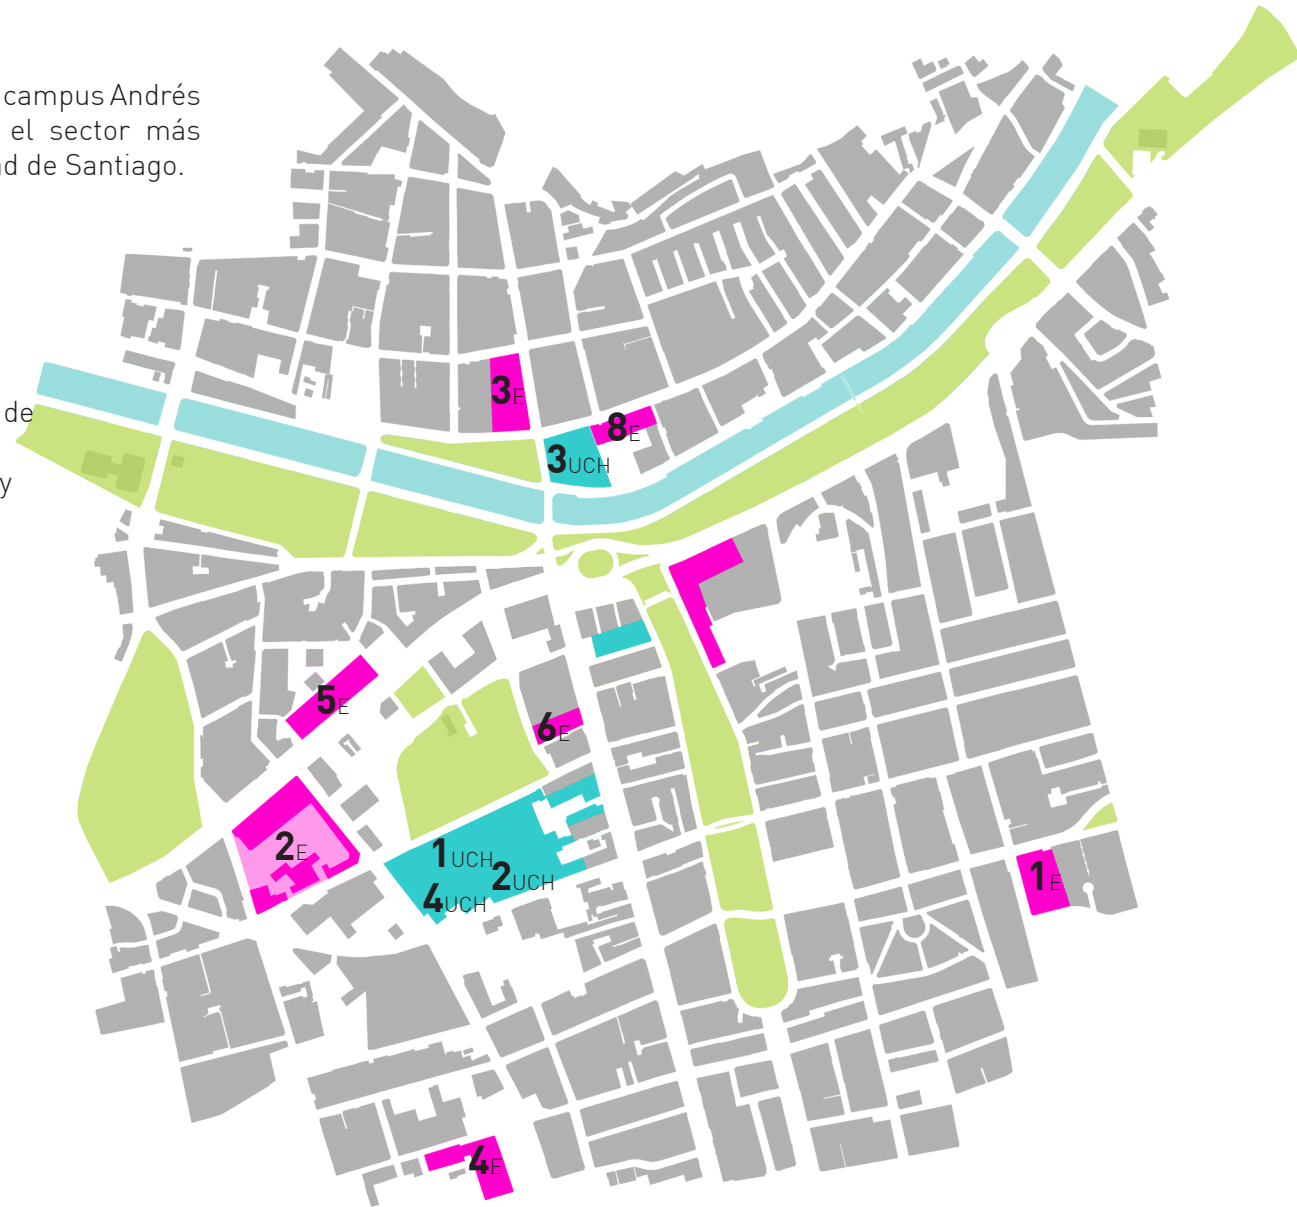 campus Andrés
el sector más
d de Santiago.
de
y
3E
8E
3UCH
5E
6E
2E
1UCH
2UCH
4UCH
1E
4E